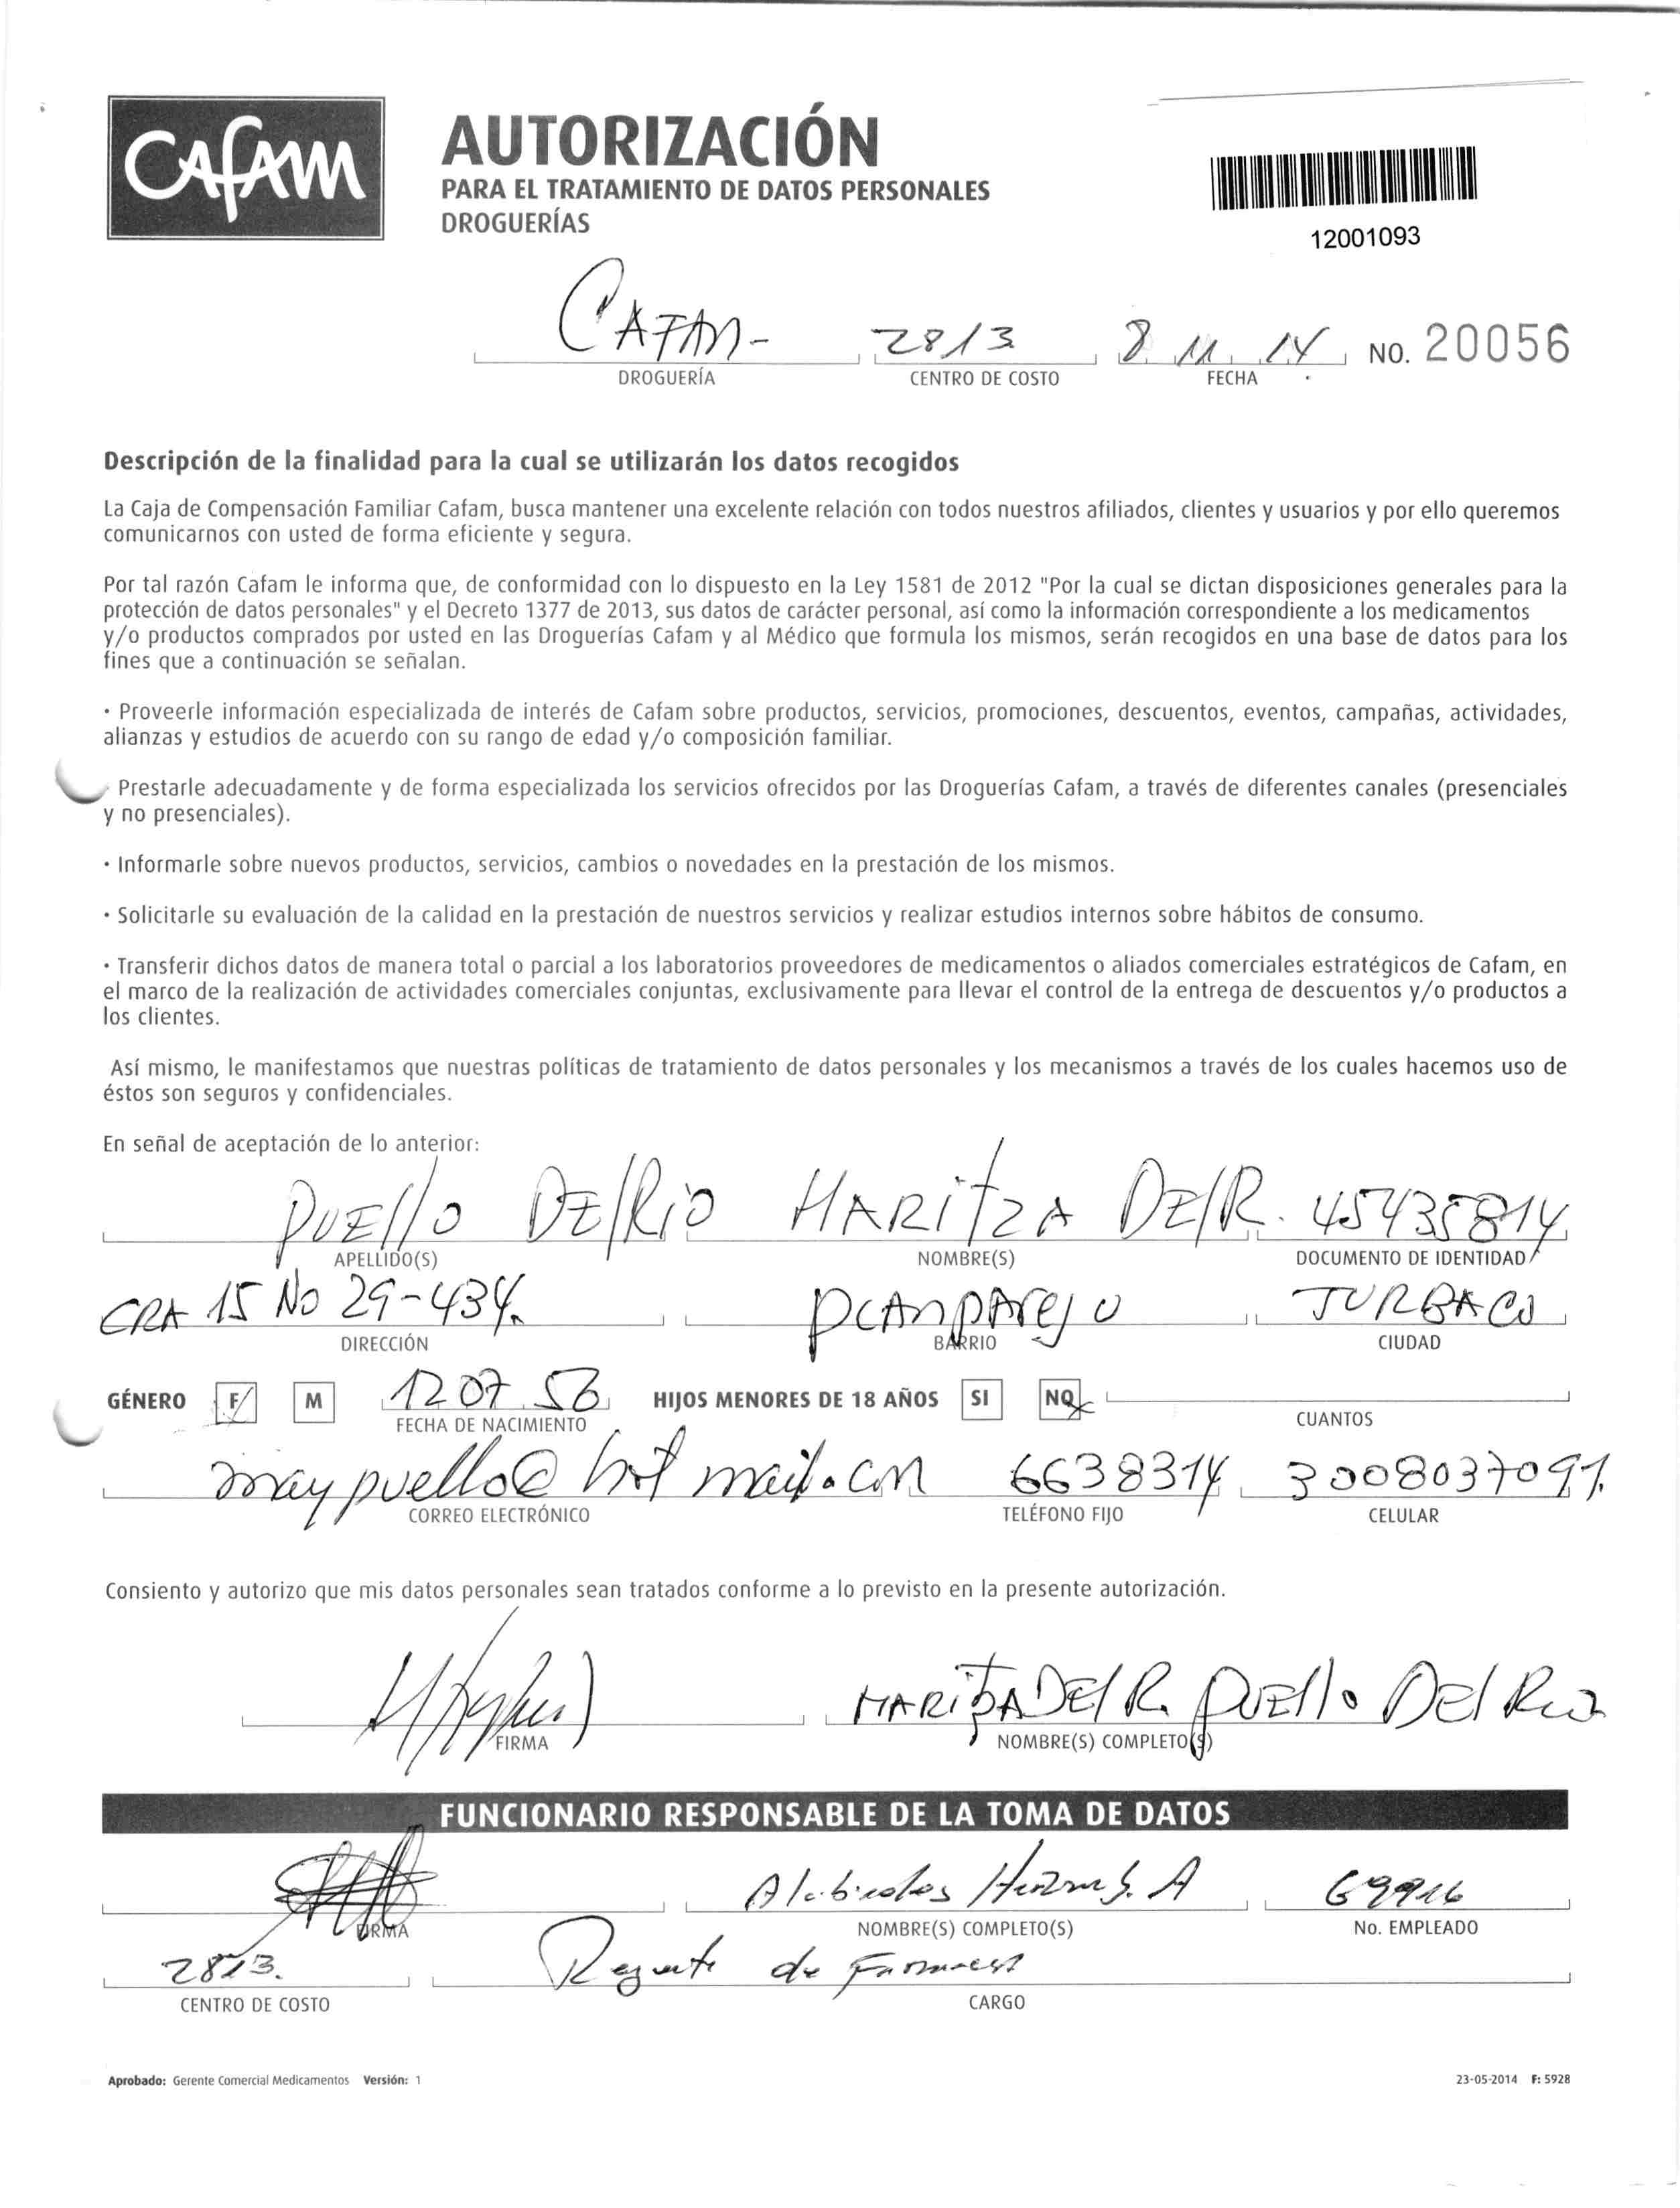 CAFAM
AUTORIZACIÓN
PARA EL TRATAMIENTO DE DATOS PERSONALES
DROGUERÍAS
12001093
CAFAM- 2813 8 11 14 NO. 20056
DROGUERÍA CENTRO DE COSTO FECHA
Descripción de la finalidad para la cual se utilizarán los datos recogidos
La Caja de Compensación Familiar Cafam, busca mantener una excelente relación con todos nuestros afiliados, clientes y usuarios y por ello queremos
comunicarnos con usted de forma eficiente y segura.
Por tal razón Cafam le informa que, de conformidad con lo dispuesto en la Ley 1581 de 2012 "Por la cual se dictan disposiciones generales para la
protección de datos personales" y el Decreto 1377 de 2013, sus datos de carácter personal, así como la información correspondiente a los medicamentos
y/o productos comprados por usted en las Droguerías Cafam y al Médico que formula los mismos, serán recogidos en una base de datos para los
fines que a continuación se señalan.
· Proveerle información especializada de interés de Cafam sobre productos, servicios, promociones, descuentos, eventos, campañas, actividades,
alianzas y estudios de acuerdo con su rango de edad y/o composición familiar.
· Prestarle adecuadamente y de forma especializada los servicios ofrecidos por las Droguerías Cafam, a través de diferentes canales (presenciales
y no presenciales).
· Informarle sobre nuevos productos, servicios, cambios o novedades en la prestación de los mismos.
· Solicitarle su evaluación de la calidad en la prestación de nuestros servicios y realizar estudios internos sobre hábitos de consumo.
· Transferir dichos datos de manera total o parcial a los laboratorios proveedores de medicamentos o aliados comerciales estratégicos de Cafam, en
el marco de la realización de actividades comerciales conjuntas, exclusivamente para llevar el control de la entrega de descuentos y/o productos a
los clientes.
Así mismo, le manifestamos que nuestras políticas de tratamiento de datos personales y los mecanismos a través de los cuales hacemos uso de
éstos son seguros y confidenciales.
En señal de aceptación de lo anterior:
PUELLO DEL RIO MARITZA DEL R. 45435814
APELLIDO(S) NOMBRE(S) DOCUMENTO DE IDENTIDAD
CRA 15 No 29-434. TURBACO
DIRECCIÓN BARRIO CIUDAD
GÉNERO F M 12 07 56 HIJOS MENORES DE 18 AÑOS SI NO
FECHA DE NACIMIENTO CUANTOS
maypuello@hotmail.com 6638314 3008037091
CORREO ELECTRÓNICO TELÉFONO FIJO CELULAR
Consiento y autorizo que mis datos personales sean tratados conforme a lo previsto en la presente autorización.
MARITZA DEL R. PUELLO DEL RIO
FIRMA NOMBRE(S) COMPLETO(S)
FUNCIONARIO RESPONSABLE DE LA TOMA DE DATOS
69916
FIRMA NOMBRE(S) COMPLETO(S) No. EMPLEADO
2813. Regente de Farmacia
CENTRO DE COSTO CARGO
Aprobado: Gerente Comercial Medicamentos Versión: 1 23-05-2014 F: 5928